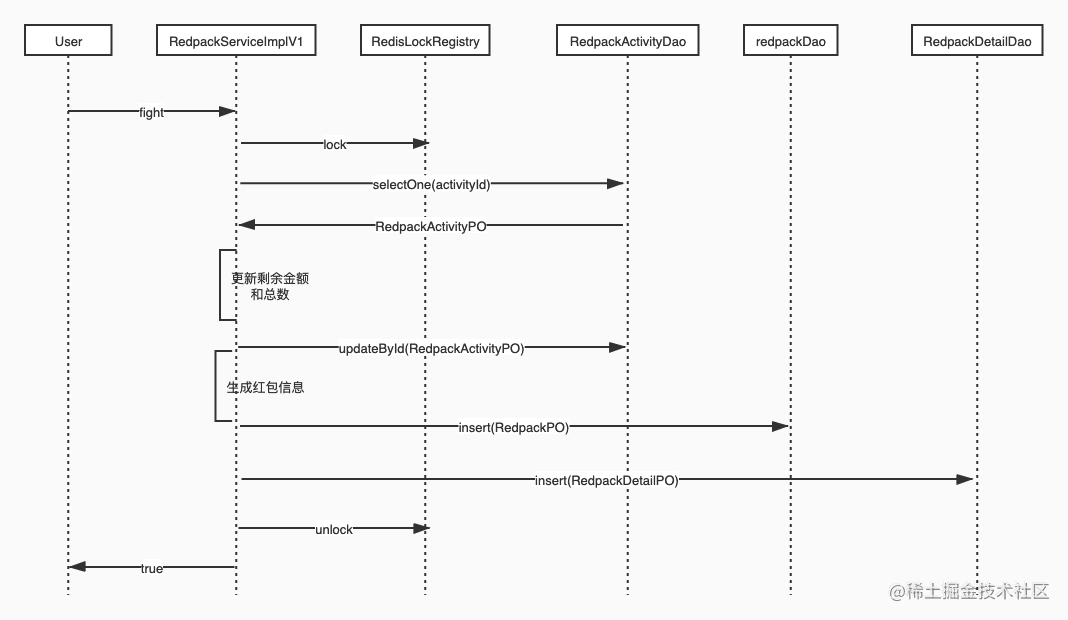 User
RedpackServiceImplV1
RedisLockRegistry
RedpackActivityDao
redpackDao
RedpackDetailDao
fight
lock
selectOne(activityId)
RedpackActivityPO
更新剩余金额
和总数
updateById(RedpackActivityPO)
生成红包信息
insert(RedpackPO)
insert(RedpackDetailPO)
unlock
true
@稀土掘金技术社区